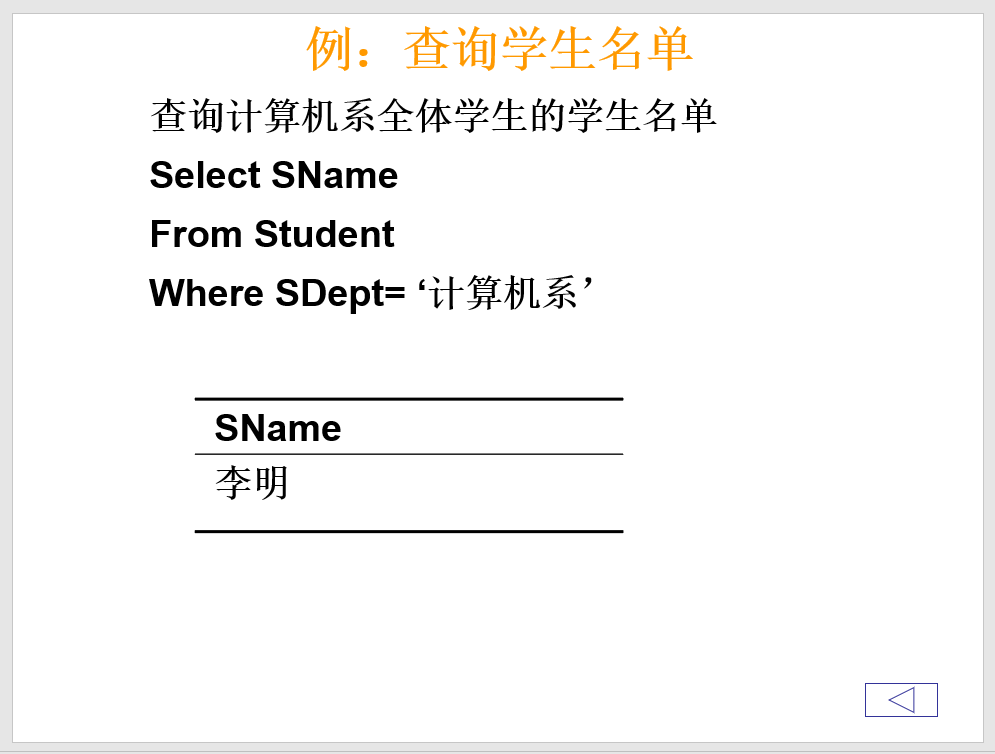 例：查询学生名单
查询计算机系全体学生的学生名单
Select SName
From Student
Where SDept= ‘计算机系’
SName
李明